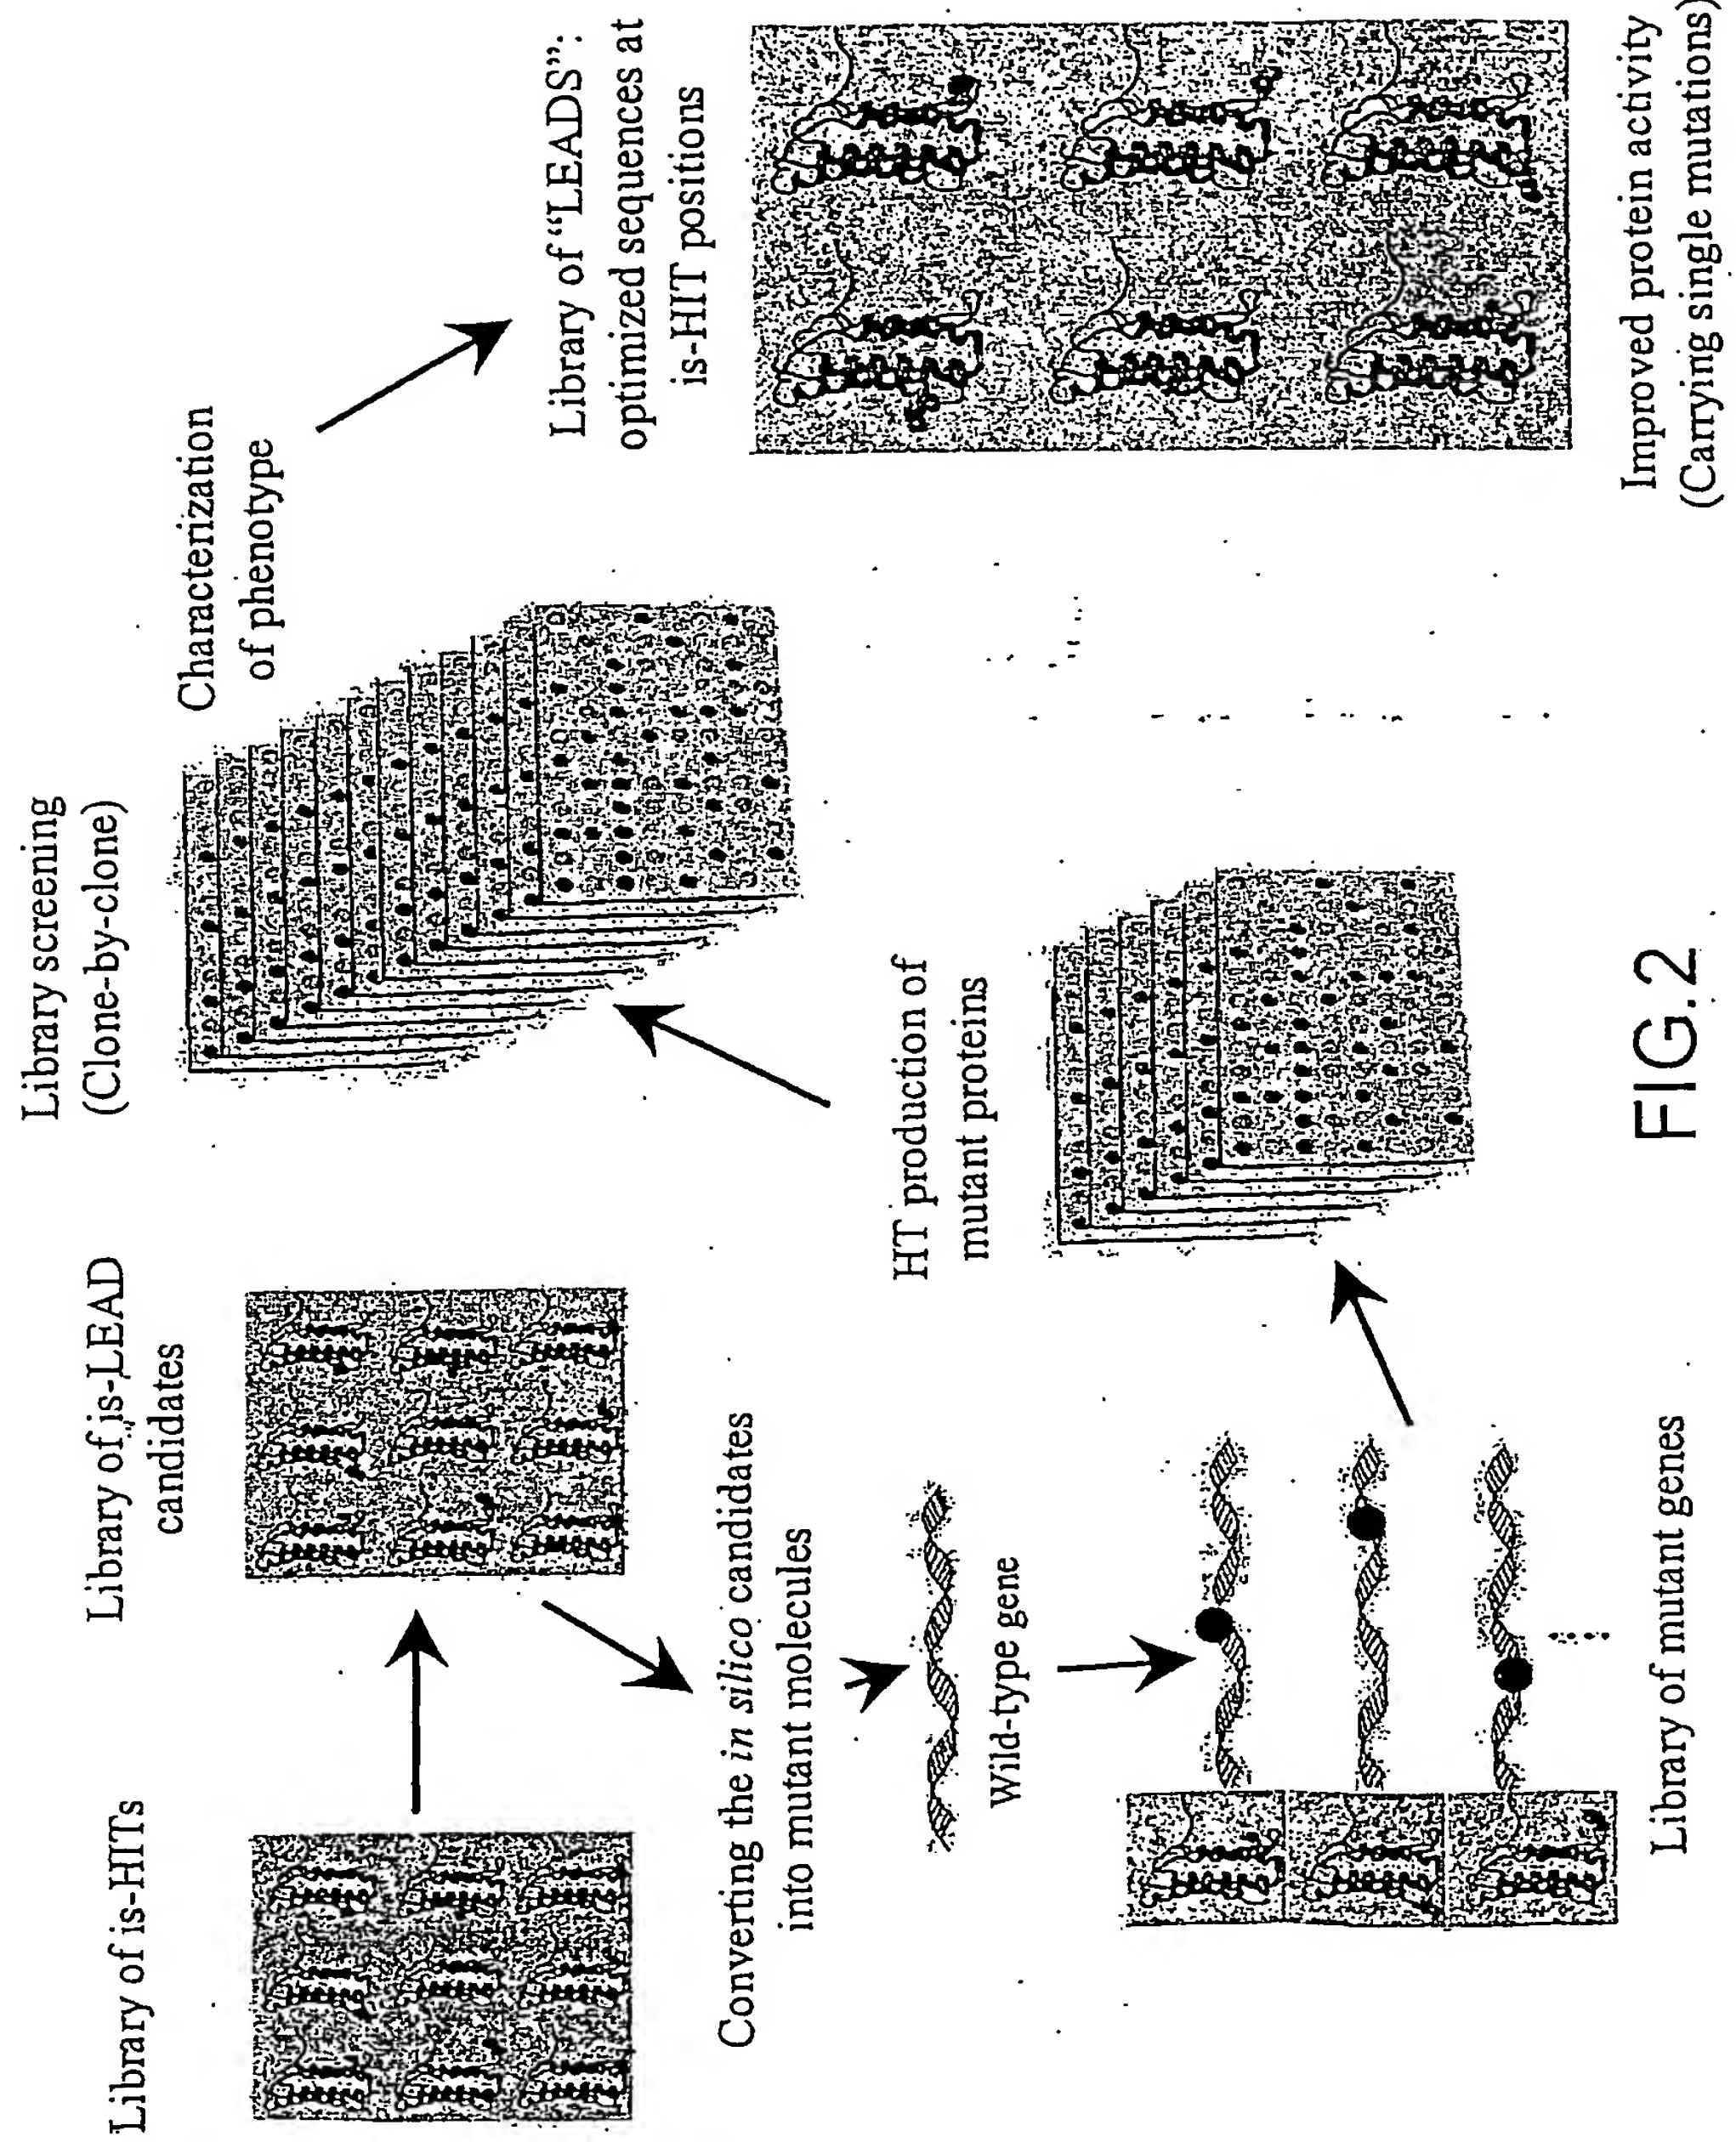 Library of is-HITs
Library of is-LEAD
candidates
Converting the in silico candidates
into mutant molecules
Wild-type gene
Library of mutant genes
HT production of
mutant proteins
Library screening
(Clone-by-clone)
Characterization
of phenotype
Library of "LEADS":
optimized sequences at
is-HIT positions
Improved protein activity
(Carrying single mutations)
FIG.2